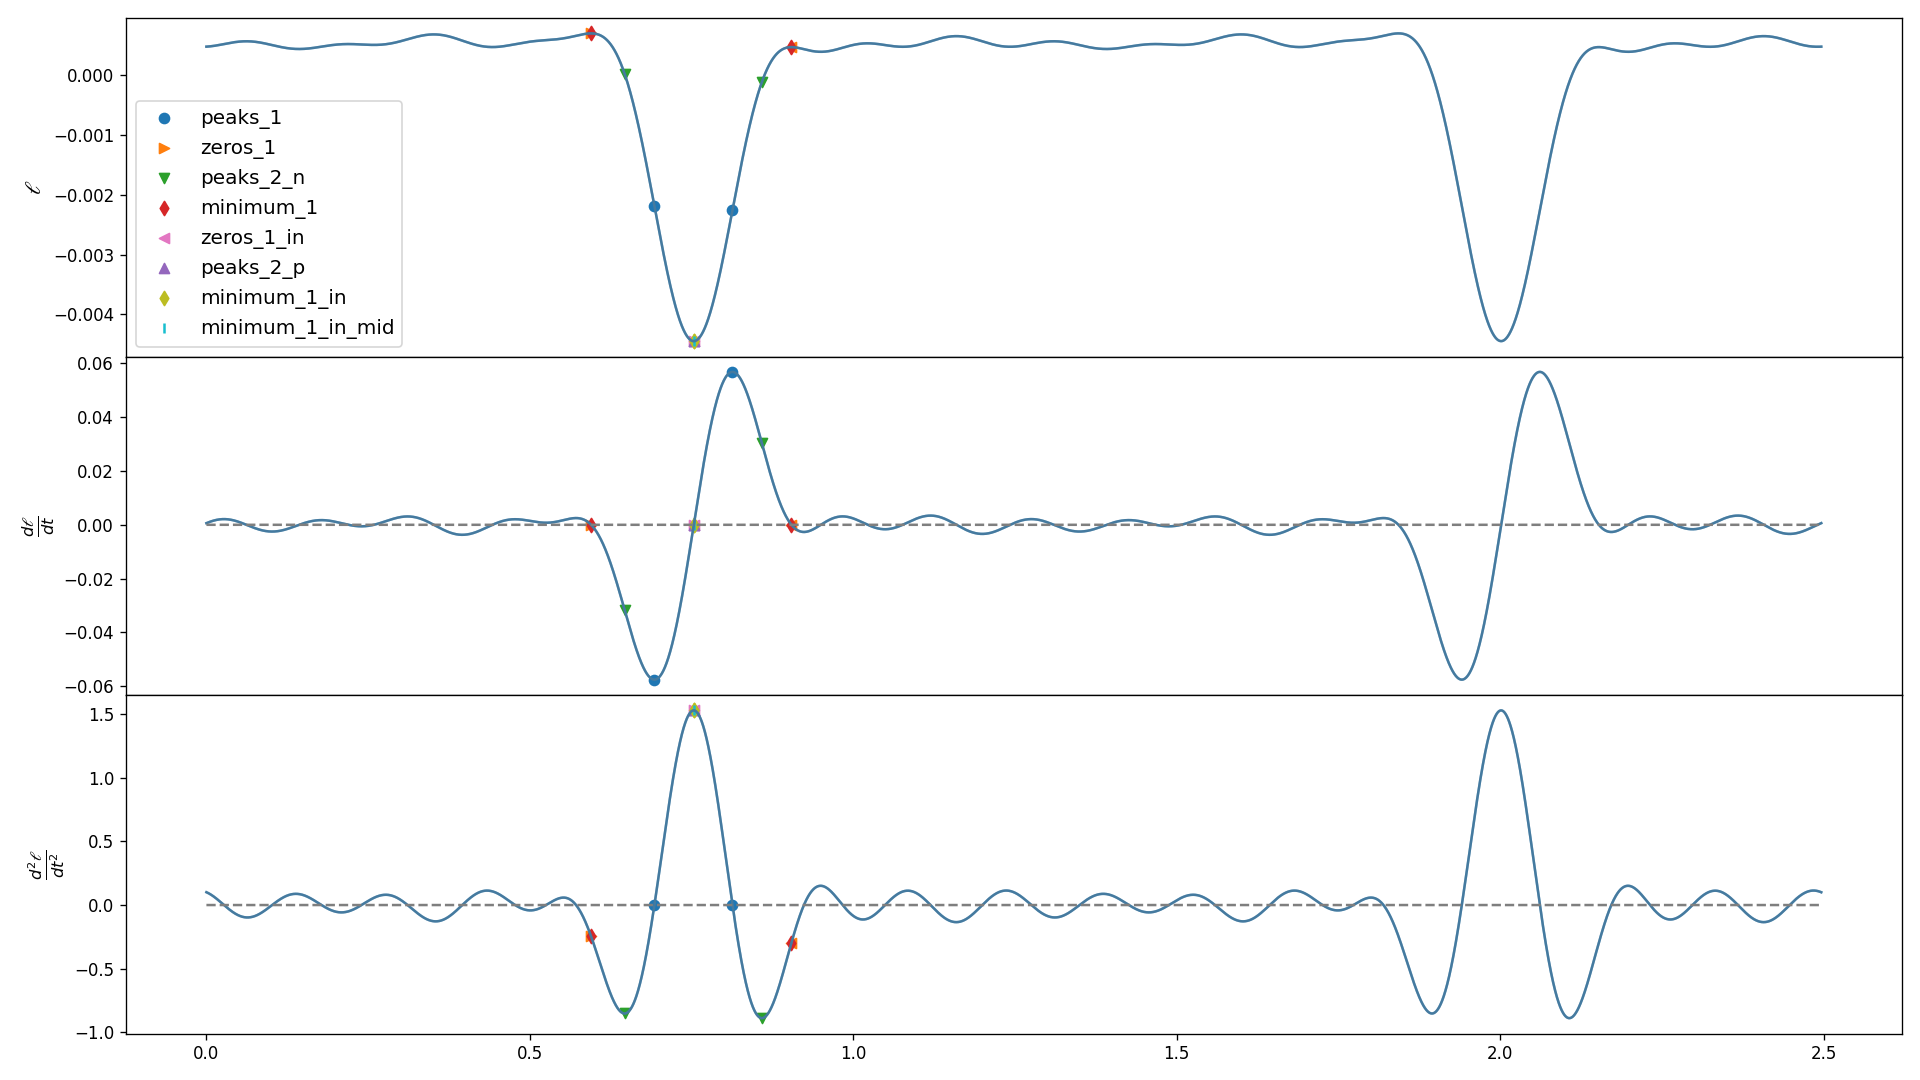 0.000
−0.001
−0.002
−0.003
−0.004
ℓ
peaks_1
zeros_1
peaks_2_n
minimum_1
zeros_1_in
peaks_2_p
minimum_1_in
minimum_1_in_mid
0.06
0.04
0.02
0.00
−0.02
−0.04
−0.06
dℓ
dt
1.5
1.0
0.5
0.0
−0.5
−1.0
d²ℓ
dt²
0.0 0.5 1.0 1.5 2.0 2.5